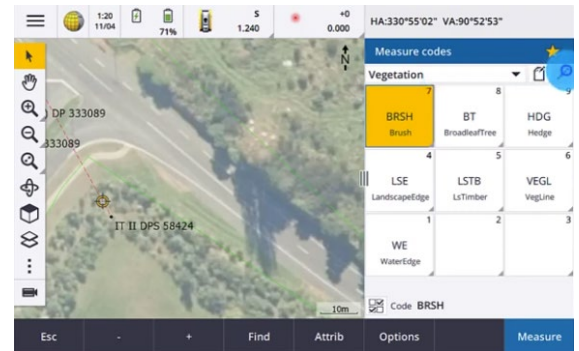 1:20
11/04
71%
S
1.240
+0
0.000
HA:330°55'02" VA:90°52'53"
Measure codes
Vegetation
N
DP 333089
333089
IT II DPS 58424
10m
7
BRSH
Brush
8
BT
BroadleafTree
9
HDG
Hedge
4
LSE
LandscapeEdge
5
LSTB
LsTimber
6
VEGL
VegLine
1
WE
WaterEdge
2
3
Code BRSH
Esc - + Find Attrib Options Measure